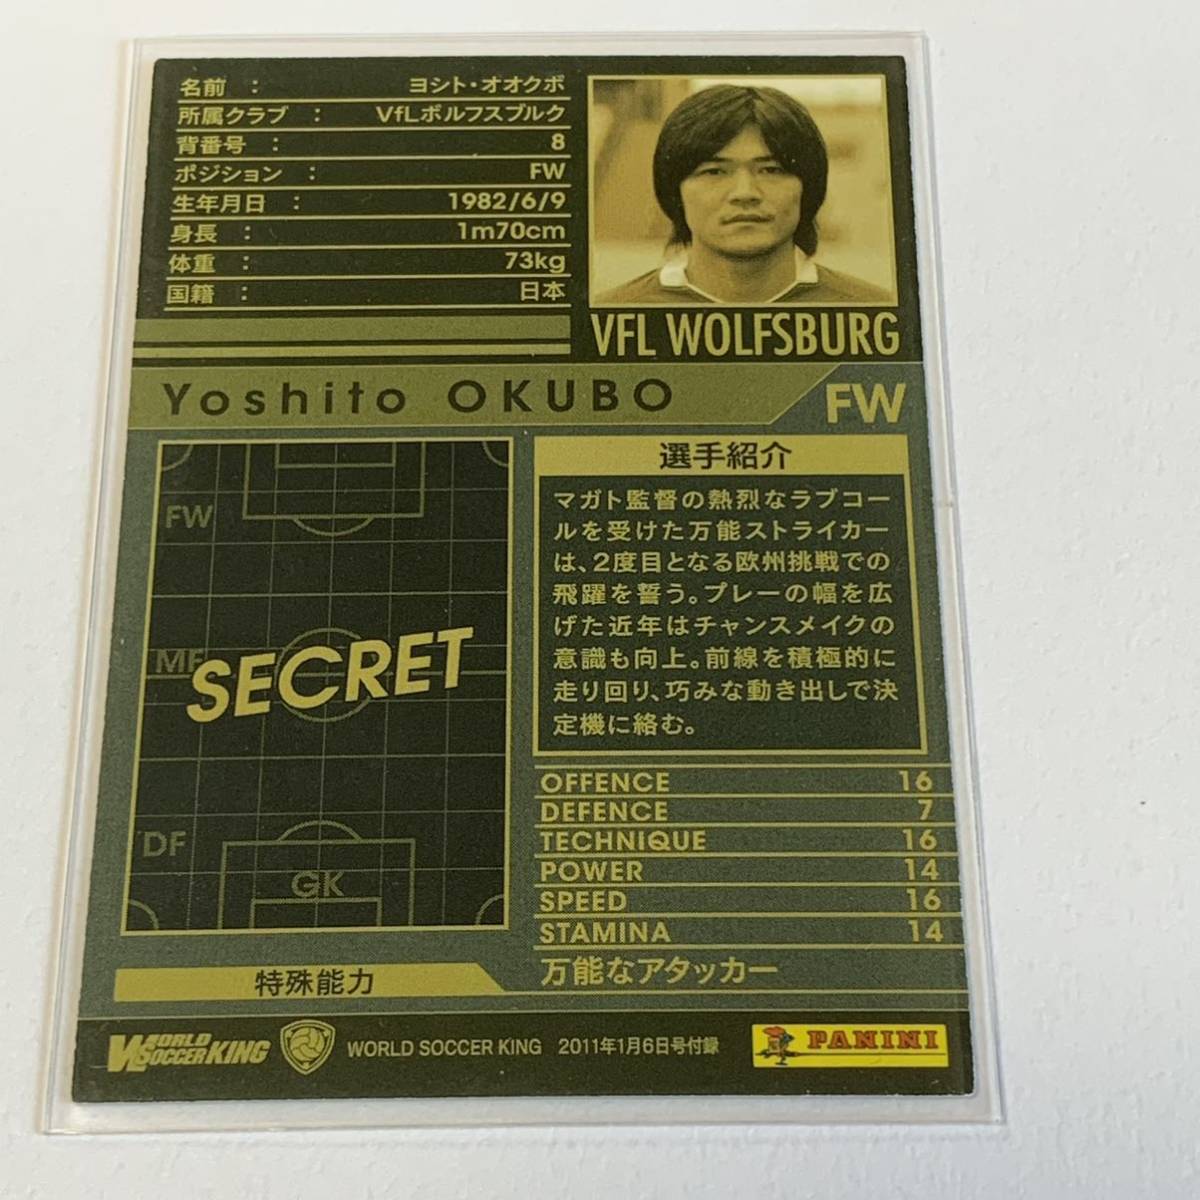 名前 : ヨシト・オオクボ
所属クラブ : VfLボルフスブルク
背番号 : 8
ポジション : FW
生年月日 : 1982/6/9
身長 : 1m70cm
体重 : 73kg
国籍 : 日本
VFL WOLFSBURG
Yoshito OKUBO
FW
FW
MF
SECRET
DF
GK
選手紹介
マガト監督の熱烈なラブコー
ルを受けた万能ストライカー
は、2度目となる欧州挑戦での
飛躍を誓う。プレーの幅を広
げた近年はチャンスメイクの
意識も向上。前線を積極的に
走り回り、巧みな動き出しで決
定機に絡む。
OFFENCE 16
DEFENCE 7
TECHNIQUE 16
POWER 14
SPEED 16
STAMINA 14
特殊能力
万能なアタッカー
WORLD
SOCCER KING
WORLD SOCCER KING 2011年1月6日号付録
PANINI